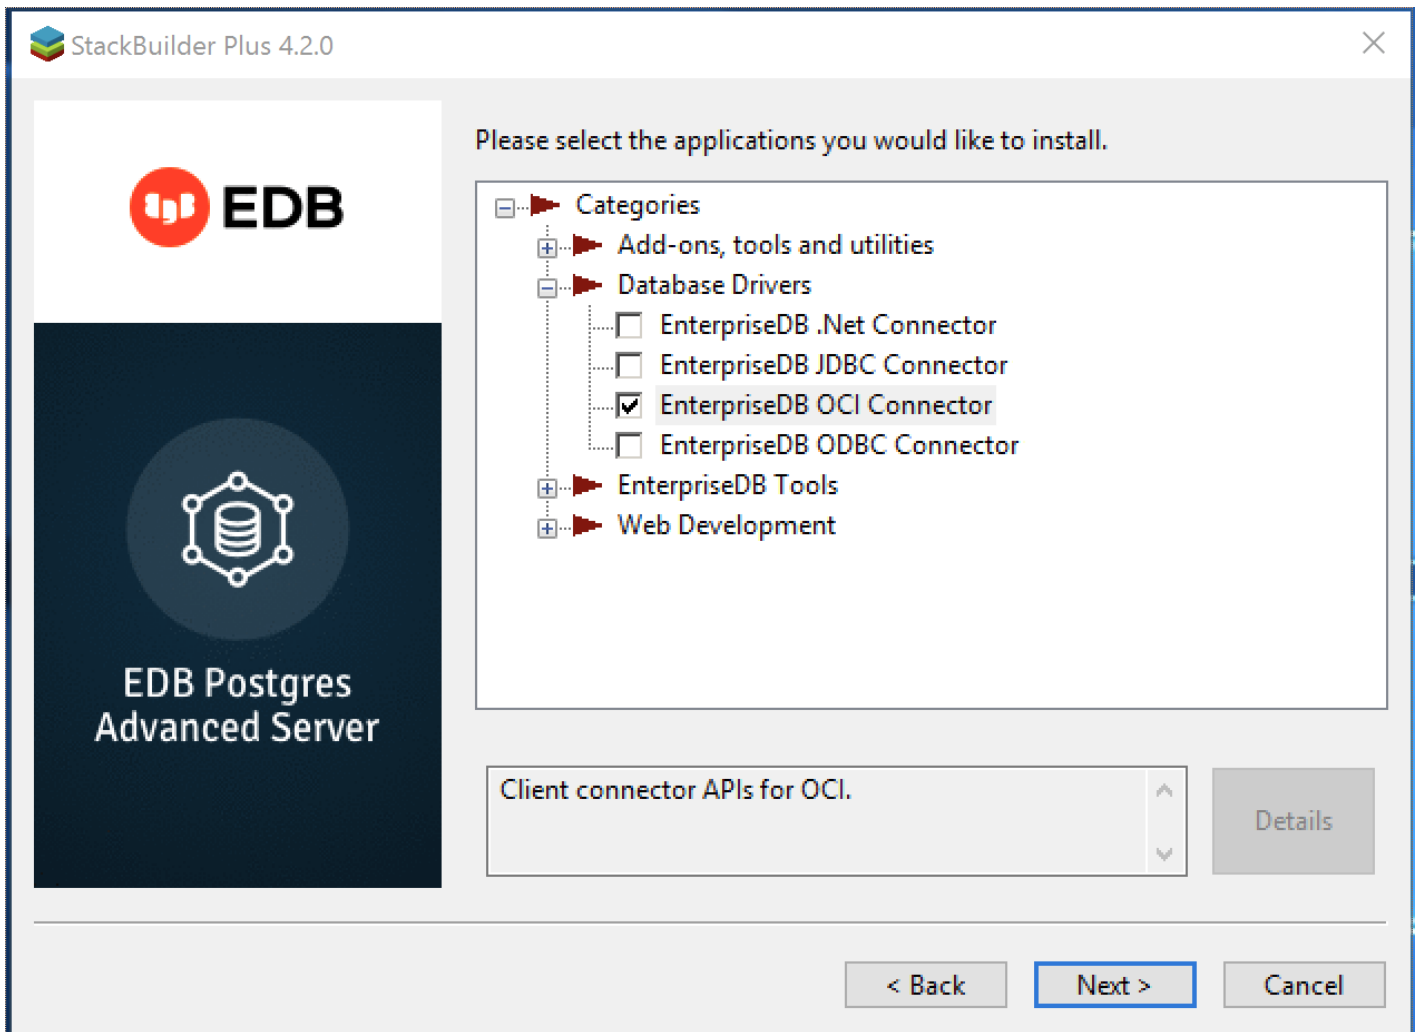 StackBuilder Plus 4.2.0
EDB
EDB Postgres
Advanced Server
Please select the applications you would like to install.
Categories
Add-ons, tools and utilities
Database Drivers
EnterpriseDB .Net Connector
EnterpriseDB JDBC Connector
EnterpriseDB OCI Connector
EnterpriseDB ODBC Connector
EnterpriseDB Tools
Web Development
Client connector APIs for OCI.
Details
< Back
Next >
Cancel